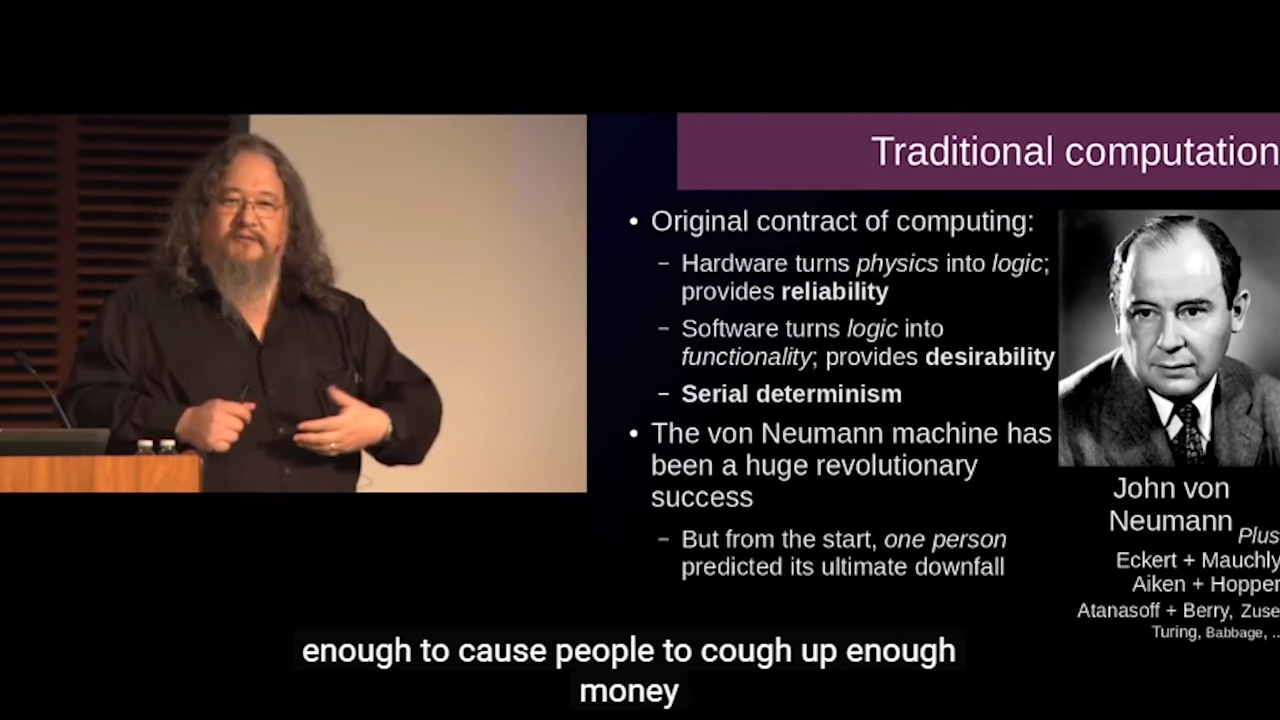 Traditional computation
• Original contract of computing:
– Hardware turns physics into logic;
provides reliability
– Software turns logic into
functionality; provides desirability
– Serial determinism
• The von Neumann machine has
been a huge revolutionary
success
– But from the start, one person
predicted its ultimate downfall
John von
Neumann Plus
Eckert + Mauchly
Aiken + Hopper
Atanasoff + Berry, Zuse
Turing, Babbage, ..
enough to cause people to cough up enough
money